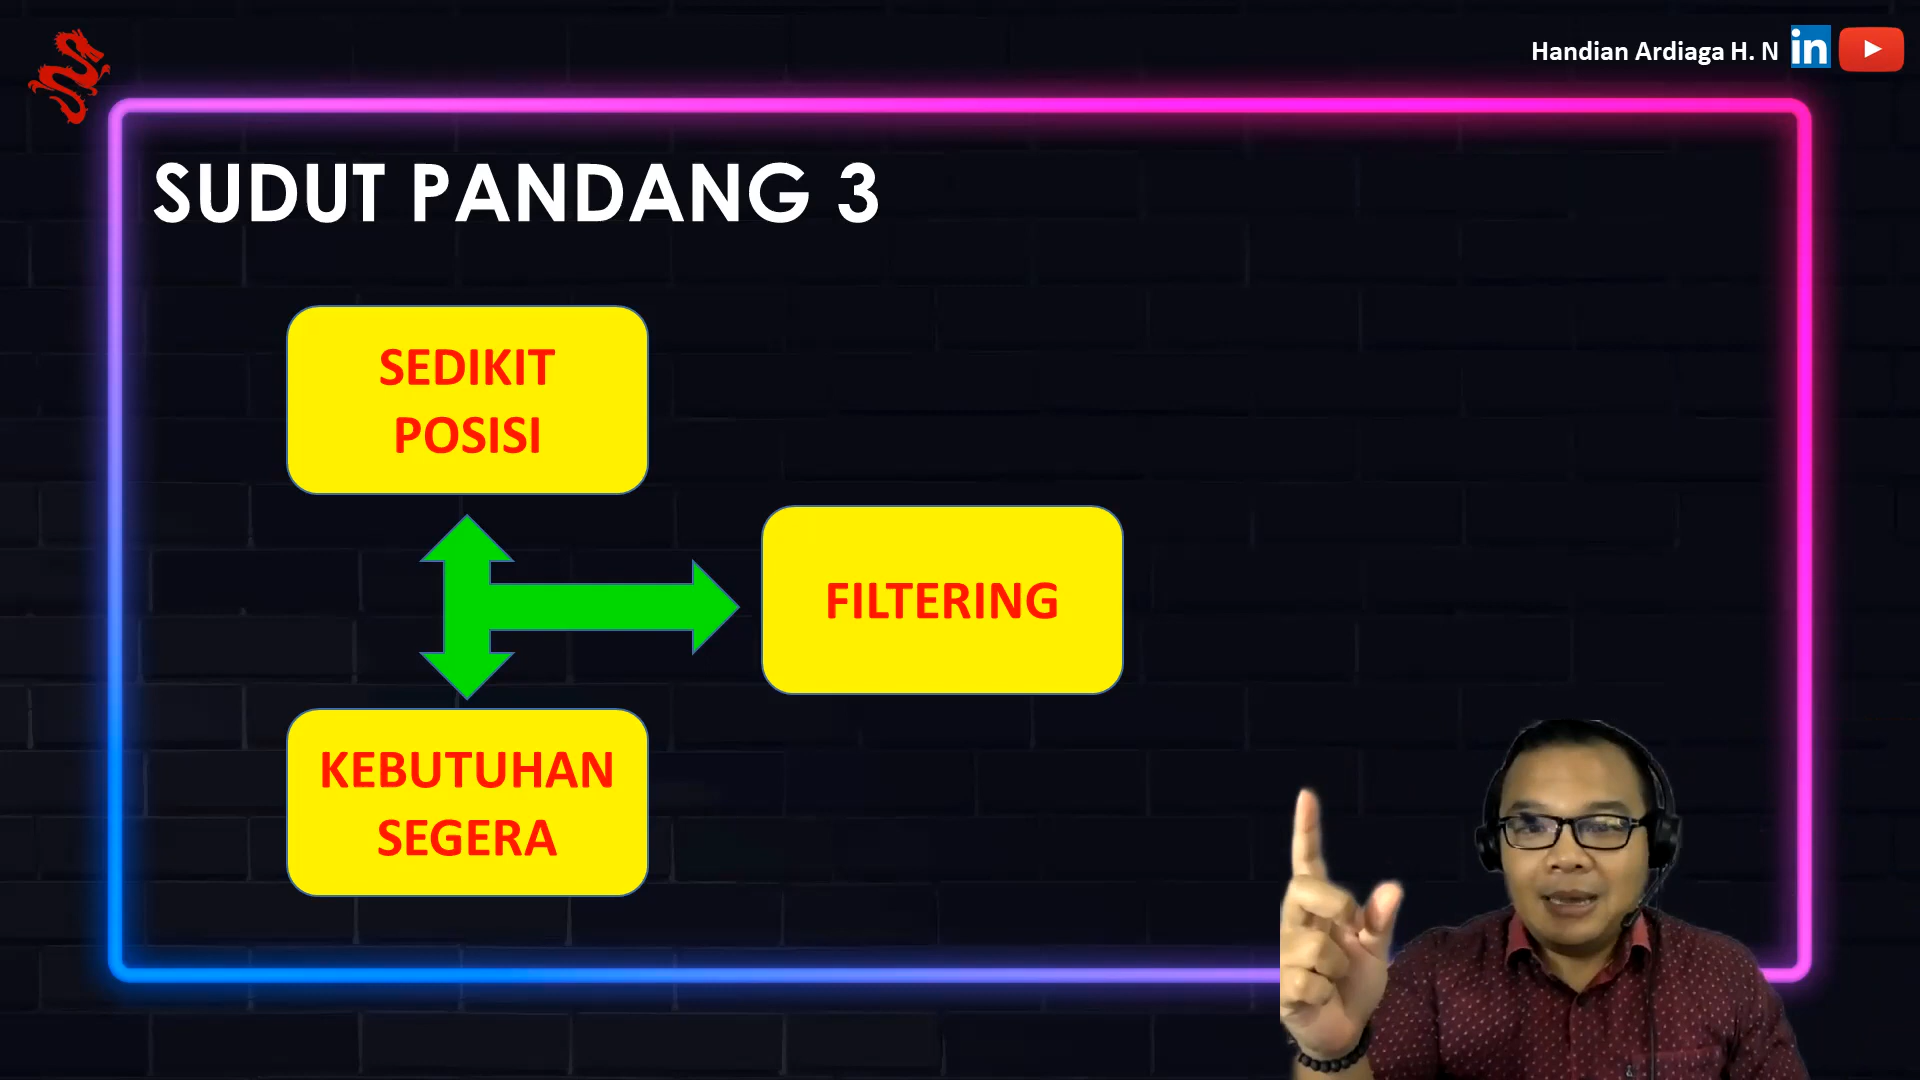 Handian Ardiaga H. N
in
SUDUT PANDANG 3
SEDIKIT
POSISI
FILTERING
KEBUTUHAN
SEGERA